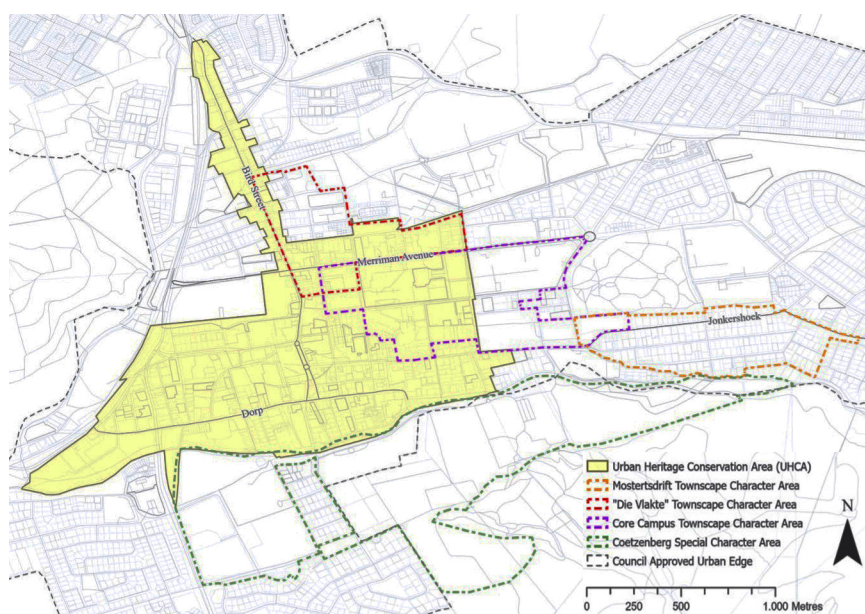 Bird Street
Merriman Avenue
Jonkershoek
Dorp
Urban Heritage Conservation Area (UHCA)
Mostertsdrift Townscape Character Area
"Die Vlakte" Townscape Character Area
Core Campus Townscape Character Area
Coetzenberg Special Character Area
Council Approved Urban Edge
N
0 250 500 1,000 Metres